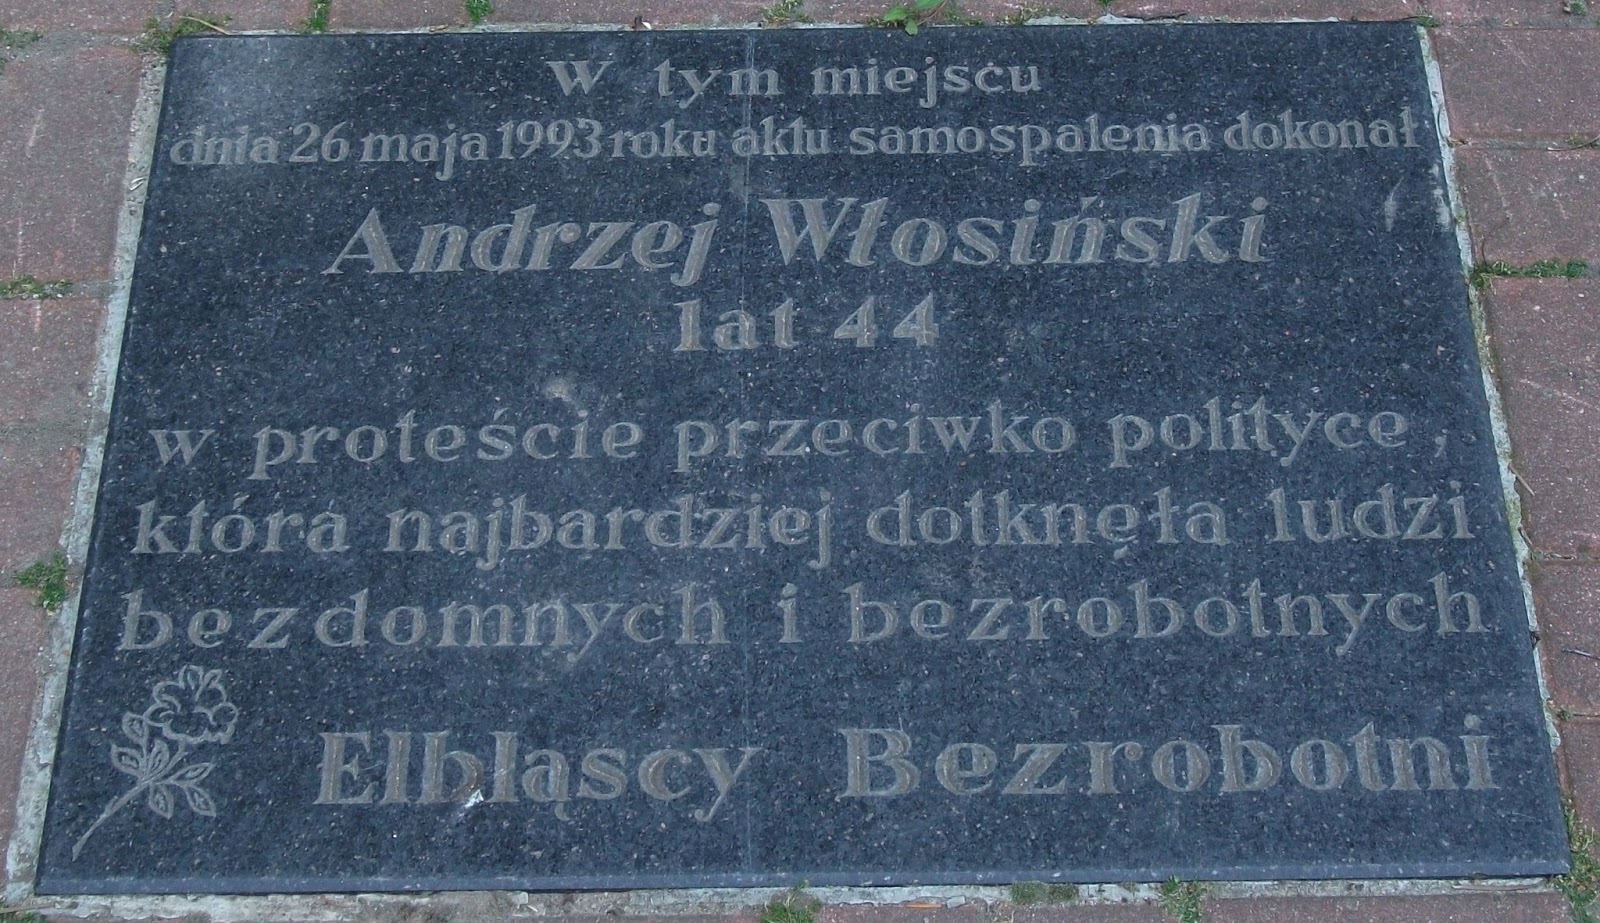 W tym miejscu
dnia 26 maja 1993 roku aktu samospalenia dokonał
Andrzej Włosiński
lat 44
w proteście przeciwko polityce,
która najbardziej dotknęła ludzi
bezdomnych i bezrobotnych
Elbląscy Bezrobotni